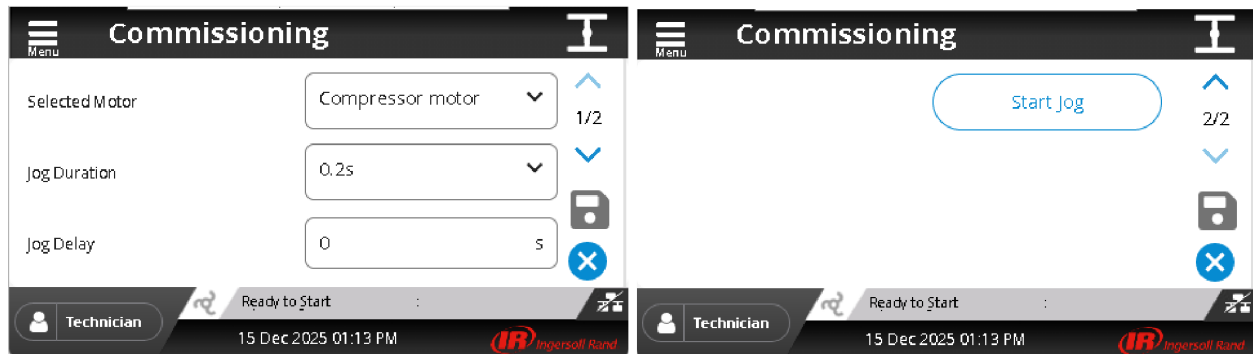 Commissioning
Menu
Selected Motor
Compressor motor
1/2
Jog Duration
0.2s
Jog Delay
0 s
Ready to Start :
Technician
15 Dec 2025 01:13 PM
IR Ingersoll Rand
Commissioning
Menu
Start Jog
2/2
Ready to Start :
Technician
15 Dec 2025 01:13 PM
IR Ingersoll Rand